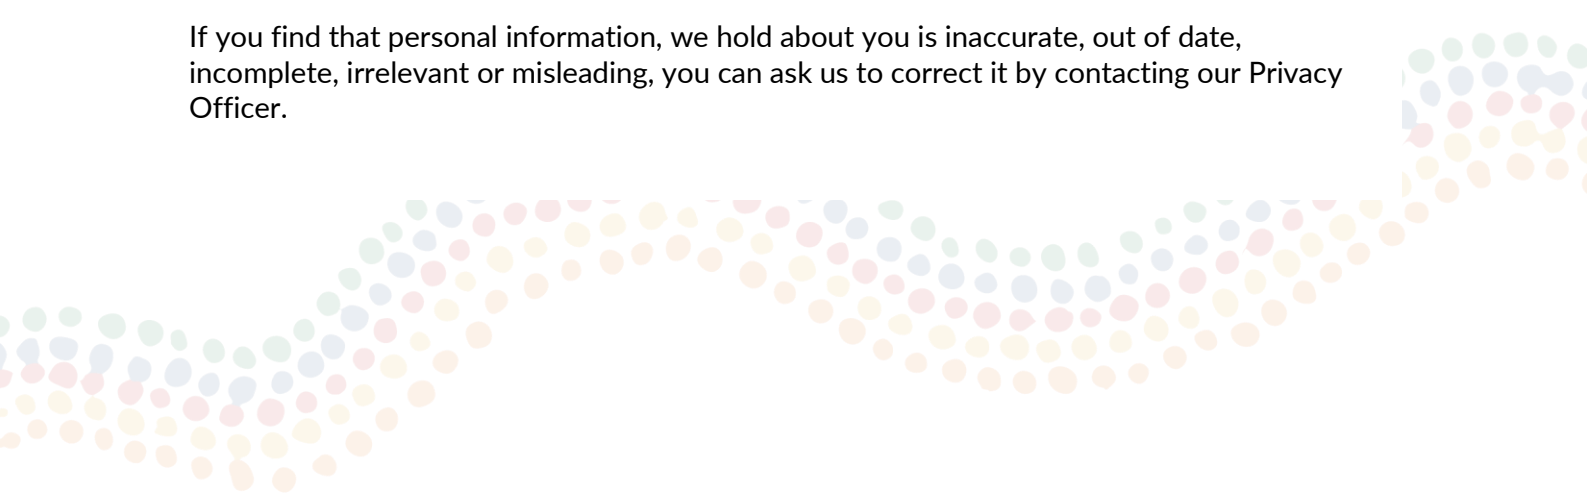 If you find that personal information, we hold about you is inaccurate, out of date,
incomplete, irrelevant or misleading, you can ask us to correct it by contacting our Privacy
Officer.